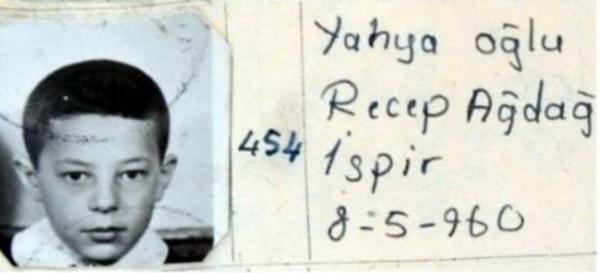 454
Yahya oğlu
Recep Ağdağ
İspir
8-5-960